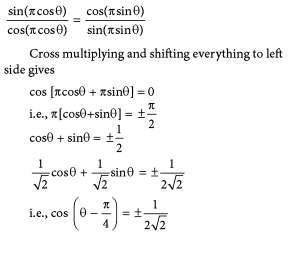 sin(πcosθ)/cos(πcosθ) = cos(πsinθ)/sin(πsinθ)
Cross multiplying and shifting everything to left
side gives
cos [πcosθ + πsinθ] = 0
i.e., π[cosθ+sinθ] = ±π/2
cosθ + sinθ = ±1/2
1/√2 cosθ + 1/√2 sinθ = ±1/2√2
i.e., cos (θ − π/4) = ±1/2√2